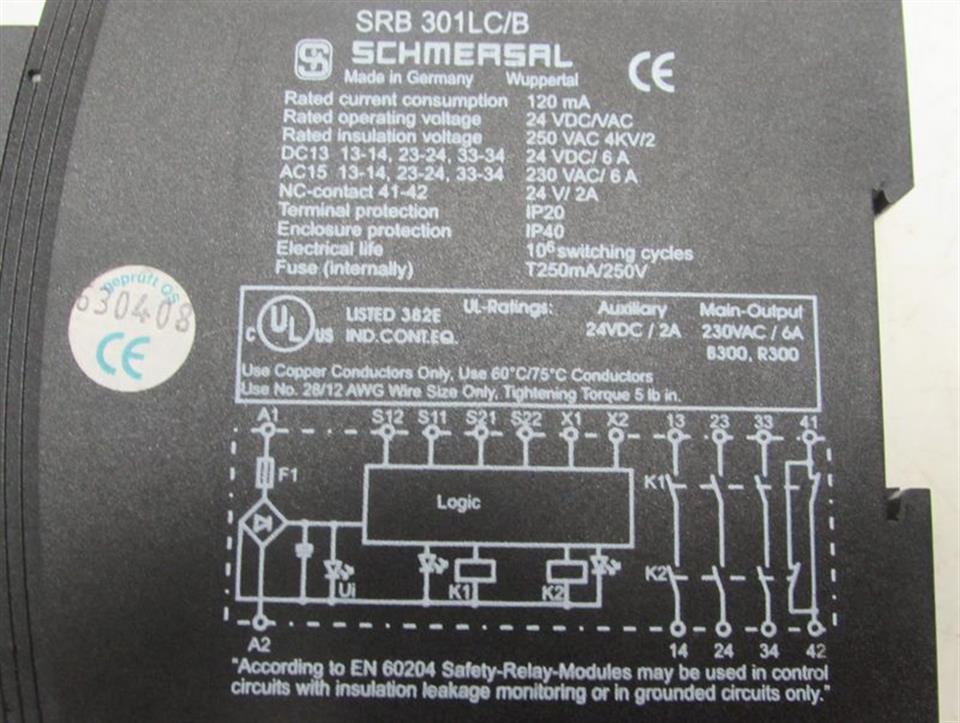 SRB 301LC/B
SCHMERSAL
Made in Germany Wuppertal
CE
Rated current consumption 120 mA
Rated operating voltage 24 VDC/VAC
Rated insulation voltage 250 VAC 4KV/2
DC13 13-14, 23-24, 33-34 24 VDC/ 6 A
AC15 13-14, 23-24, 33-34 230 VAC/ 6 A
NC-contact 41-42 24 V/ 2A
Terminal protection IP20
Enclosure protection IP40
Electrical life 10⁶ switching cycles
Fuse (internally) T250mA/250V
geprüft QS
630408
CE
C UL US LISTED 382E UL-Ratings: Auxiliary Main-Output
IND.CONT.EQ. 24VDC / 2A 230VAC / 6A
B300, R300
Use Copper Conductors Only, Use 60°C/75°C Conductors
Use No. 28/12 AWG Wire Size Only, Tightening Torque 5 lb in.
A1 S12 S11 S21 S22 X1 X2 13 23 33 41
F1 K1
Logic
K2
Ui K1 K2
A2 14 24 34 42
"According to EN 60204 Safety-Relay-Modules may be used in control
circuits with insulation leakage monitoring or in grounded circuits only."